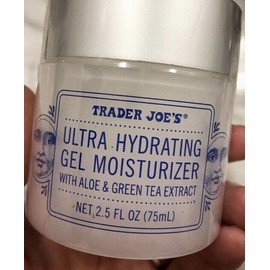 TRADER JOE'S®
ULTRA HYDRATING
GEL MOISTURIZER
WITH ALOE & GREEN TEA EXTRACT
NET 2.5 FL OZ (75mL)